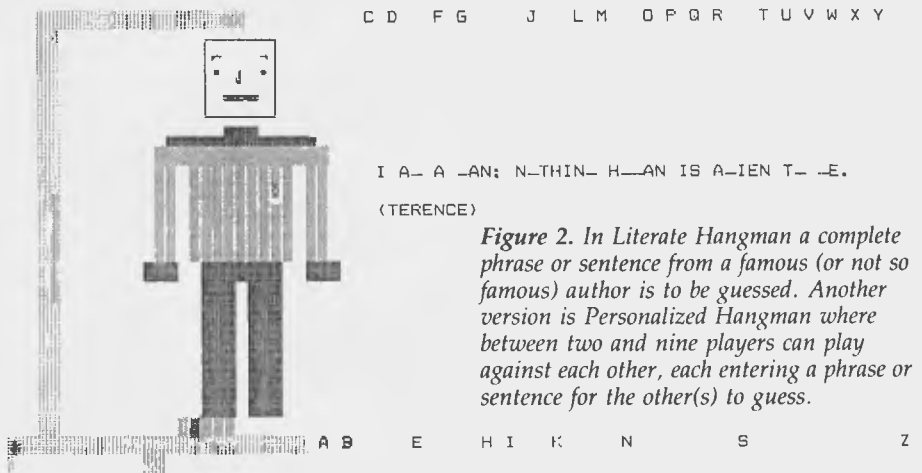 C D F G J L M O P Q R T U V W X Y
I A_ A _AN; N_THIN_ H__AN IS A_IEN T_ _E.
(TERENCE)
Figure 2. In Literate Hangman a complete
phrase or sentence from a famous (or not so
famous) author is to be guessed. Another
version is Personalized Hangman where
between two and nine players can play
against each other, each entering a phrase or
sentence for the other(s) to guess.
A B E H I K N S Z